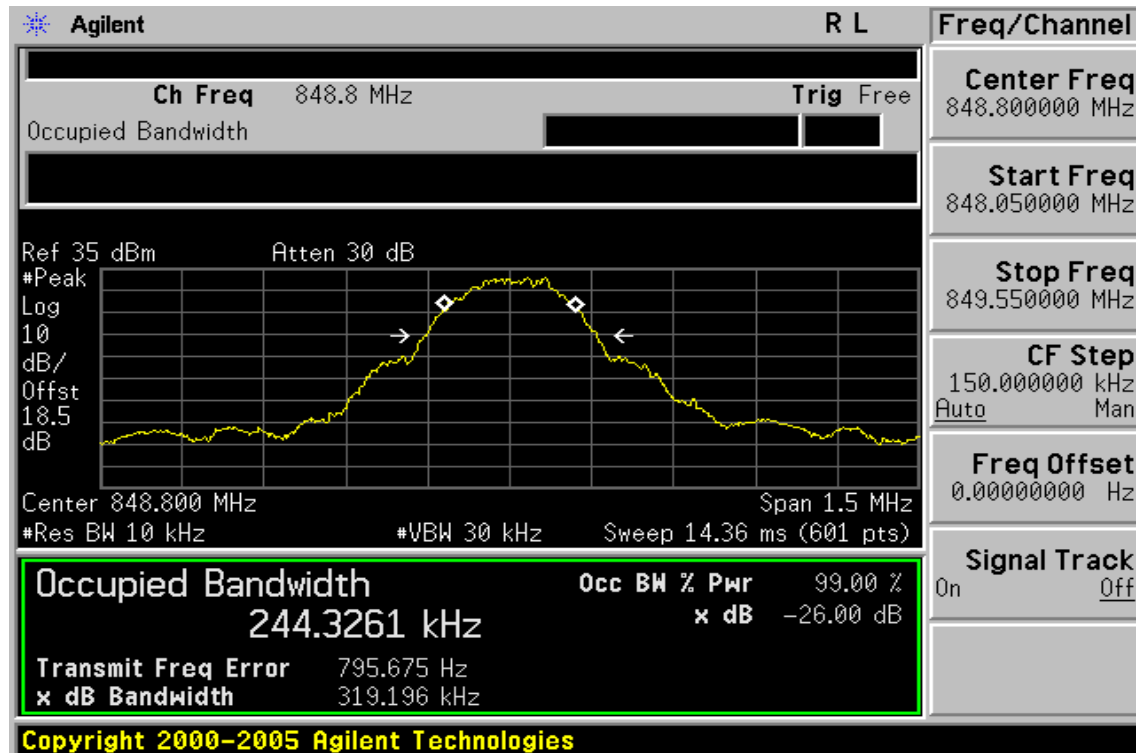 Agilent R L
Ch Freq 848.8 MHz Trig Free
Occupied Bandwidth
Ref 35 dBm Atten 30 dB
#Peak
Log
10
dB/
Offst
18.5
dB
Center 848.800 MHz Span 1.5 MHz
#Res BW 10 kHz #VBW 30 kHz Sweep 14.36 ms (601 pts)
Occupied Bandwidth
244.3261 kHz
Occ BW % Pwr 99.00 %
x dB -26.00 dB
Transmit Freq Error 795.675 Hz
x dB Bandwidth 319.196 kHz
Copyright 2000-2005 Agilent Technologies
Freq/Channel
Center Freq
848.800000 MHz
Start Freq
848.050000 MHz
Stop Freq
849.550000 MHz
CF Step
150.000000 kHz
Auto Man
Freq Offset
0.00000000 Hz
Signal Track
On Off